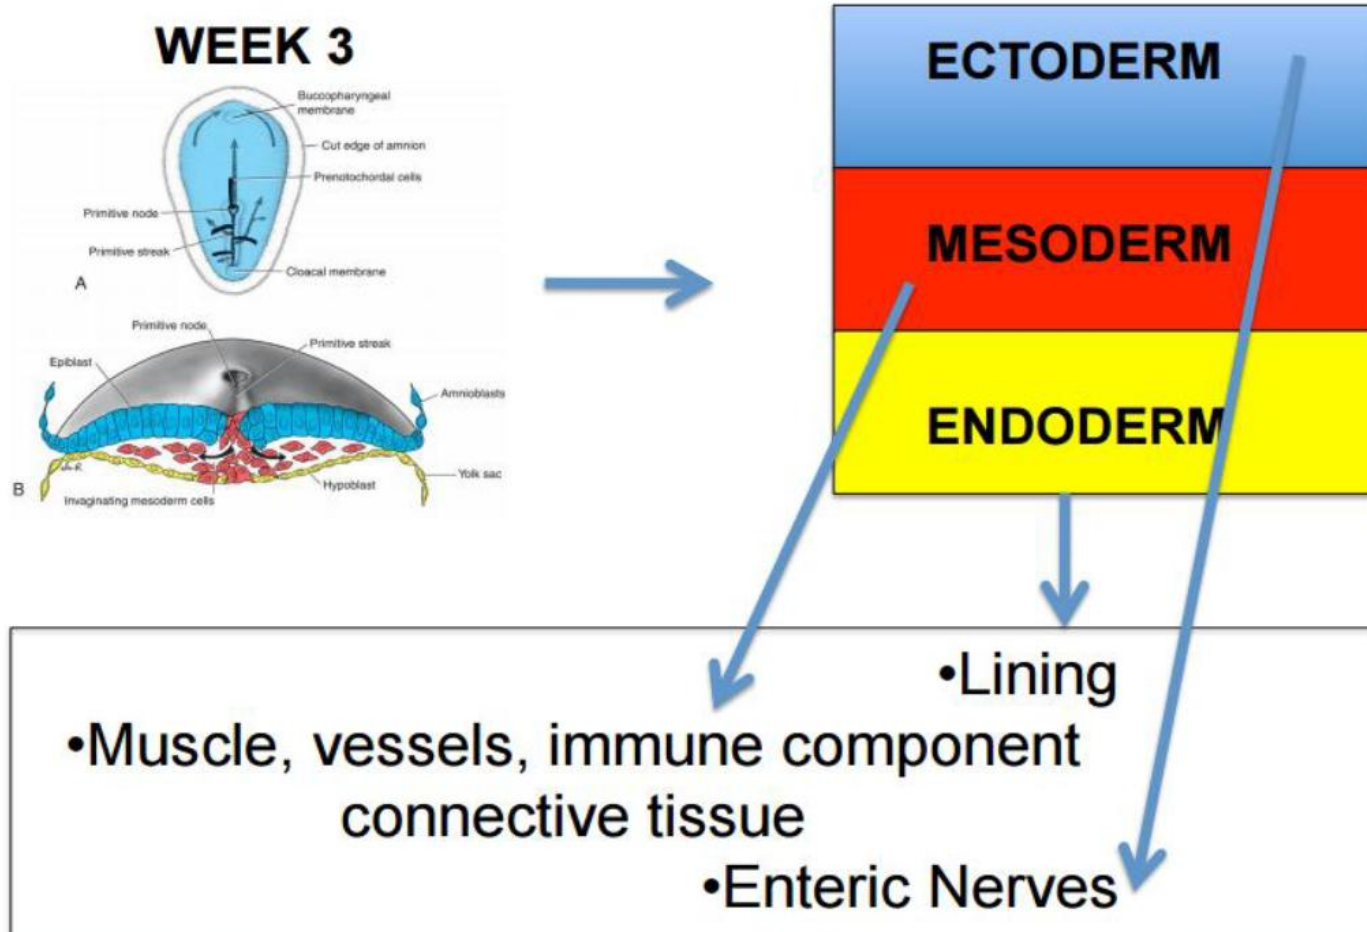 WEEK 3
Buccopharyngeal
membrane
Cut edge of amnion
Prenotochordal cells
Primitive node
Primitive streak
Cloacal membrane
A
Primitive node
Primitive streak
Epiblast
Amnioblasts
Yolk sac
Hypoblast
Invaginating mesoderm cells
B
ECTODERM
MESODERM
ENDODERM
•Lining
•Muscle, vessels, immune component
connective tissue
•Enteric Nerves